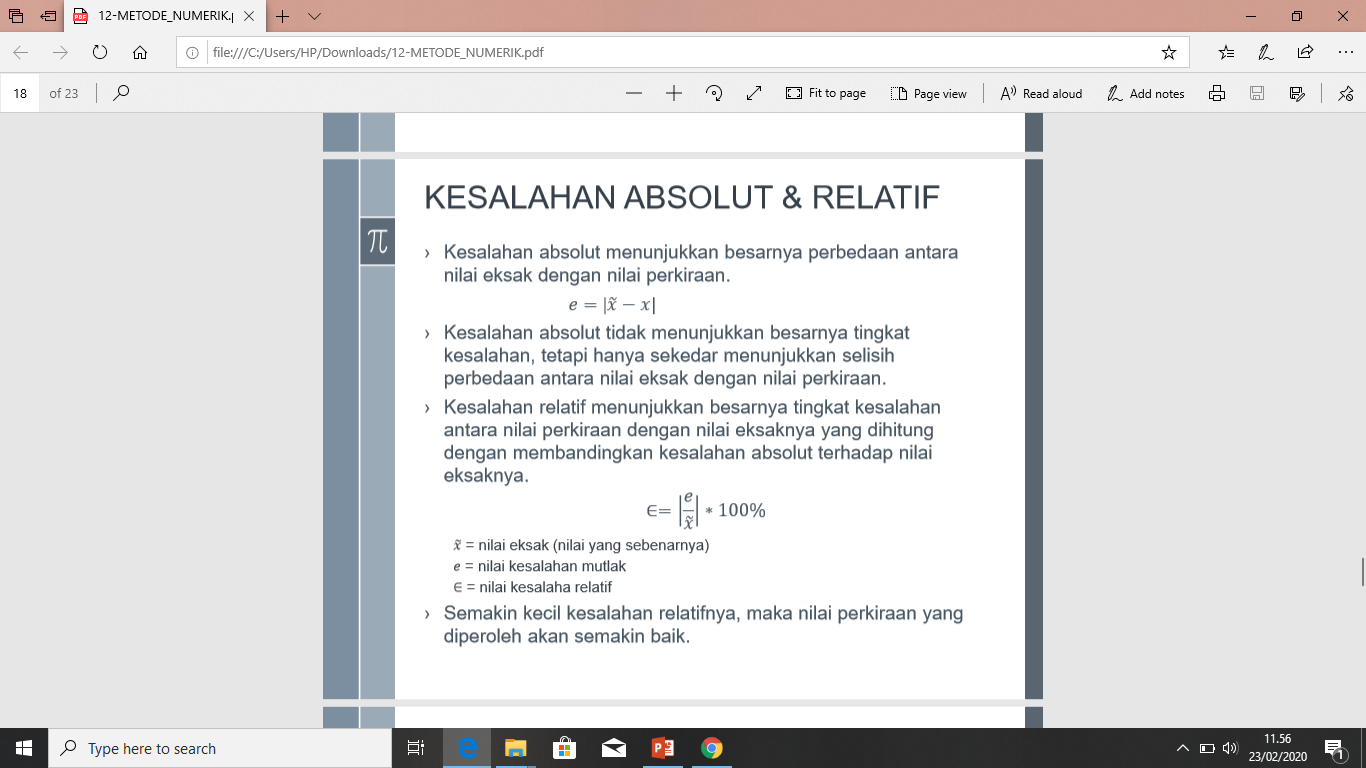 12-METODE_NUMERIK.p
file:///C:/Users/HP/Downloads/12-METODE_NUMERIK.pdf
18 of 23
Fit to page
Page view
Read aloud
Add notes
KESALAHAN ABSOLUT & RELATIF
π
› Kesalahan absolut menunjukkan besarnya perbedaan antara
nilai eksak dengan nilai perkiraan.
e = |x̃ − x|
› Kesalahan absolut tidak menunjukkan besarnya tingkat
kesalahan, tetapi hanya sekedar menunjukkan selisih
perbedaan antara nilai eksak dengan nilai perkiraan.
› Kesalahan relatif menunjukkan besarnya tingkat kesalahan
antara nilai perkiraan dengan nilai eksaknya yang dihitung
dengan membandingkan kesalahan absolut terhadap nilai
eksaknya.
∈= |e/x̃| * 100%
x̃ = nilai eksak (nilai yang sebenarnya)
e = nilai kesalahan mutlak
∈ = nilai kesalaha relatif
› Semakin kecil kesalahan relatifnya, maka nilai perkiraan yang
diperoleh akan semakin baik.
Type here to search
11.56
23/02/2020
1